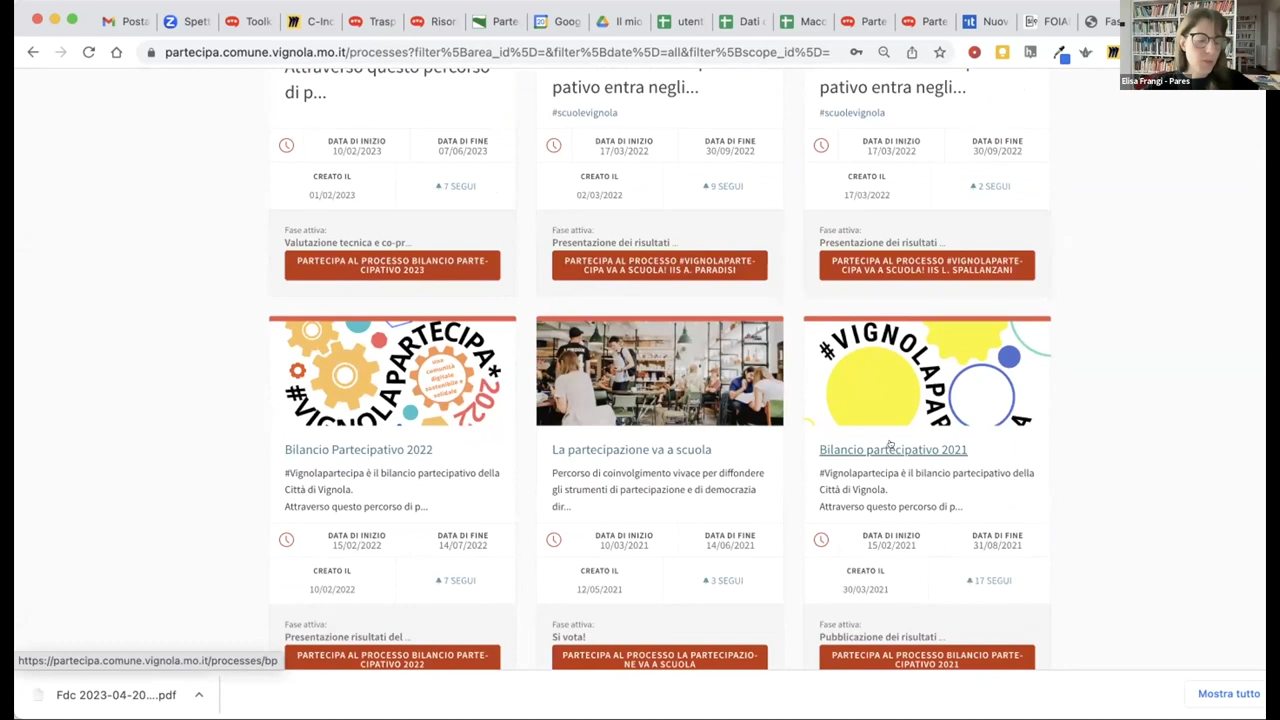 Posta
Spett
Toolk
C-Inc
Trasp
Risor
Parte
Goog
Il mio
utent
Dati
Macc
Parte
Parte
Nuov
FOIA
Fas
partecipa.comune.vignola.mo.it/processes?filter%5Barea_id%5D=&filter%5Bdate%5D=all&filter%5Bscope_id%5D=
Elisa Frangi - Pares
Attraverso questo percorso
di p...
pativo entra negli...
#scuolevignola
pativo entra negli...
#scuolevignola
DATA DI INIZIO
10/02/2023
DATA DI FINE
07/06/2023
DATA DI INIZIO
17/03/2022
DATA DI FINE
30/09/2022
DATA DI INIZIO
17/03/2022
DATA DI FINE
30/09/2022
CREATO IL
01/02/2023
7 SEGUI
CREATO IL
02/03/2022
9 SEGUI
CREATO IL
17/03/2022
2 SEGUI
Fase attiva:
Valutazione tecnica e co-pr...
PARTECIPA AL PROCESSO BILANCIO PARTE-
CIPATIVO 2023
Fase attiva:
Presentazione dei risultati ...
PARTECIPA AL PROCESSO #VIGNOLAPARTE-
CIPA VA A SCUOLA! IIS A. PARADISI
Fase attiva:
Presentazione dei risultati ...
PARTECIPA AL PROCESSO #VIGNOLAPARTE-
CIPA VA A SCUOLA! IIS L. SPALLANZANI
#VIGNOLAPARTECIPA*
una
comunità
digitale
sostenibile e
solidale
2022
#VIGNOLAPAR
A
Bilancio Partecipativo 2022
#Vignolapartecipa è il bilancio partecipativo della
Città di Vignola.
Attraverso questo percorso di p...
La partecipazione va a scuola
Percorso di coinvolgimento vivace per diffondere
gli strumenti di partecipazione e di democrazia
dir...
Bilancio partecipativo 2021
#Vignolapartecipa è il bilancio partecipativo della
Città di Vignola.
Attraverso questo percorso di p...
DATA DI INIZIO
15/02/2022
DATA DI FINE
14/07/2022
DATA DI INIZIO
10/03/2021
DATA DI FINE
14/06/2021
DATA DI INIZIO
15/02/2021
DATA DI FINE
31/08/2021
CREATO IL
10/02/2022
7 SEGUI
CREATO IL
12/05/2021
3 SEGUI
CREATO IL
30/03/2021
17 SEGUI
Fase attiva:
Presentazione risultati del ...
PARTECIPA AL PROCESSO BILANCIO PARTE-
CIPATIVO 2022
Fase attiva:
Si vota!
PARTECIPA AL PROCESSO LA PARTECIPAZIO-
NE VA A SCUOLA
Fase attiva:
Pubblicazione dei risultati ...
PARTECIPA AL PROCESSO BILANCIO PARTE-
CIPATIVO 2021
https://partecipa.comune.vignola.mo.it/processes/bp
Fdc 2023-04-20....pdf
Mostra tutto